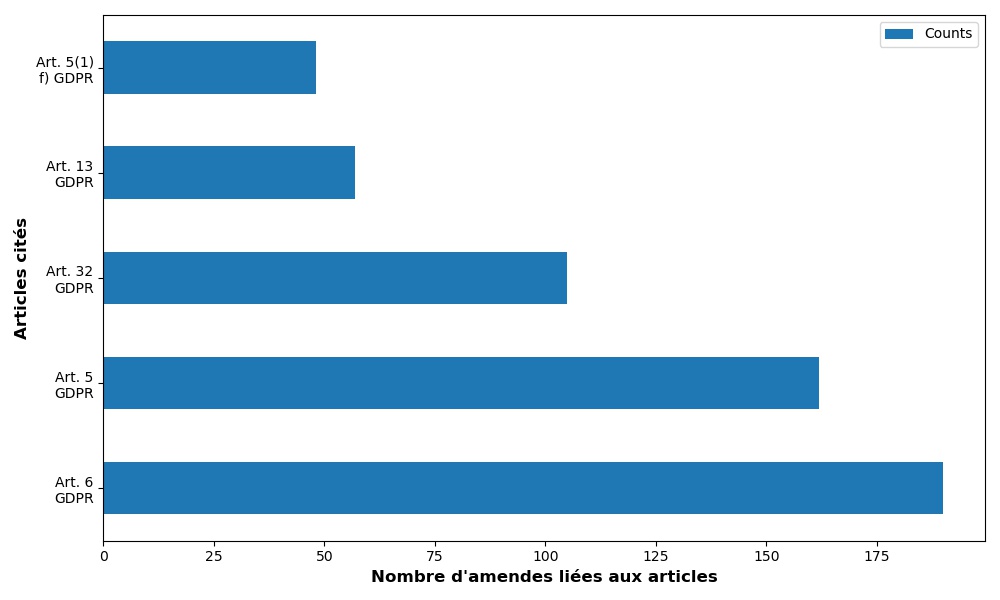 Counts
Art. 5(1)
f) GDPR
Art. 13
GDPR
Art. 32
GDPR
Art. 5
GDPR
Art. 6
GDPR
Articles cités
0 25 50 75 100 125 150 175
Nombre d'amendes liées aux articles